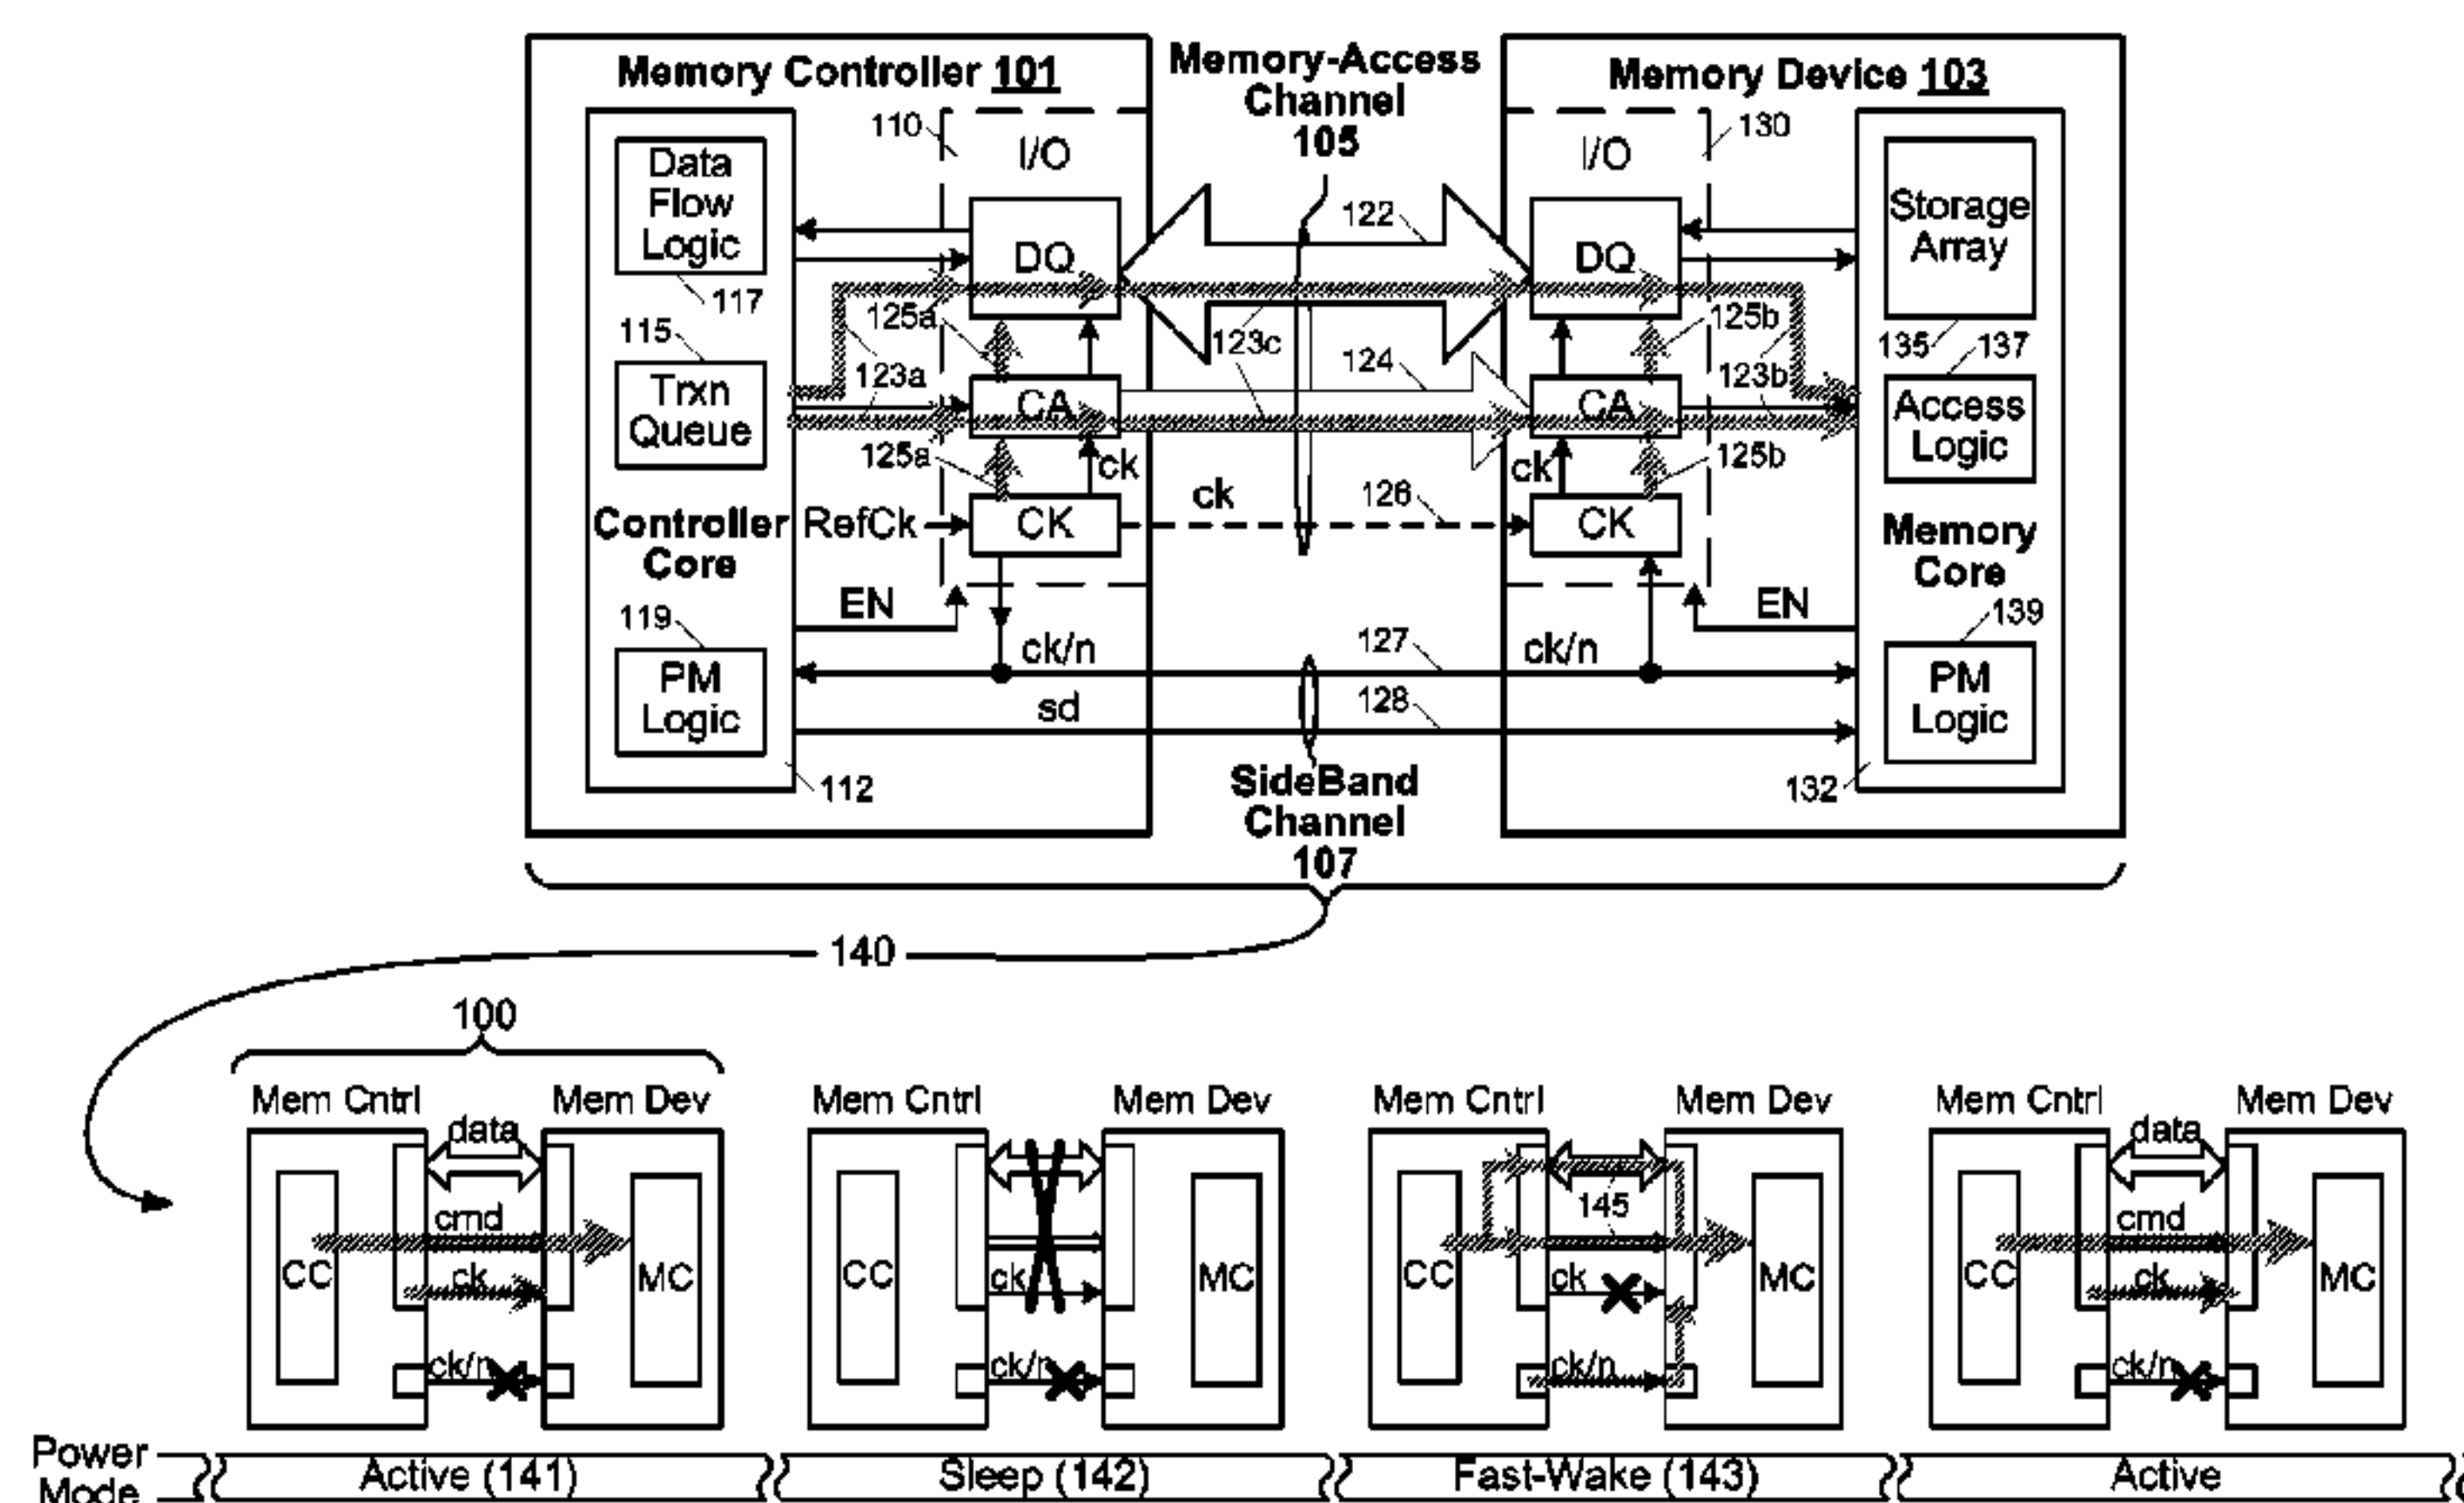 Memory Controller 101
Memory-Access
Channel
105
Memory Device 103
110
I/O
I/O
130
Data
Flow
Logic
117
DQ
122
DQ
Storage
Array
135
125a
123c
125b
115
Trxn
Queue
123a
CA
124
CA
123b
137
Access
Logic
125a
ck
ck
125b
Controller
Core
RefCk
CK
ck
126
CK
Memory
Core
EN
EN
119
PM
Logic
ck/n
127
ck/n
139
PM
Logic
sd
128
112
132
SideBand
Channel
107
140
100
Mem Cntrl
Mem Dev
Mem Cntrl
Mem Dev
Mem Cntrl
Mem Dev
Mem Cntrl
Mem Dev
data
data
cmd
145
cmd
CC
ck
MC
CC
ck
MC
CC
ck
MC
CC
ck
MC
ck/n
ck/n
ck/n
ck/n
Power
Mode
Active (141)
Sleep (142)
Fast-Wake (143)
Active